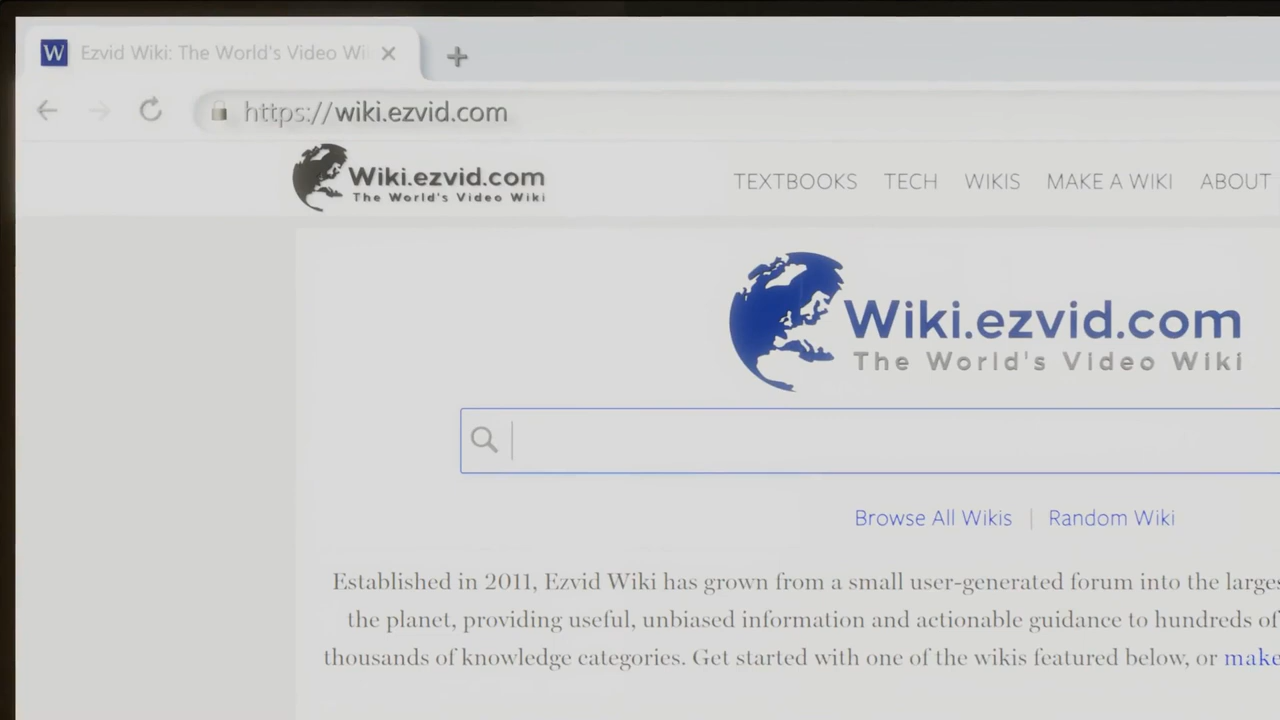 W Ezvid Wiki: The World's Video Wi
https://wiki.ezvid.com
Wiki.ezvid.com
The World's Video Wiki
TEXTBOOKS TECH WIKIS MAKE A WIKI ABOUT
Wiki.ezvid.com
The World's Video Wiki
Browse All Wikis | Random Wiki
Established in 2011, Ezvid Wiki has grown from a small user-generated forum into the larges
the planet, providing useful, unbiased information and actionable guidance to hundreds of
thousands of knowledge categories. Get started with one of the wikis featured below, or make